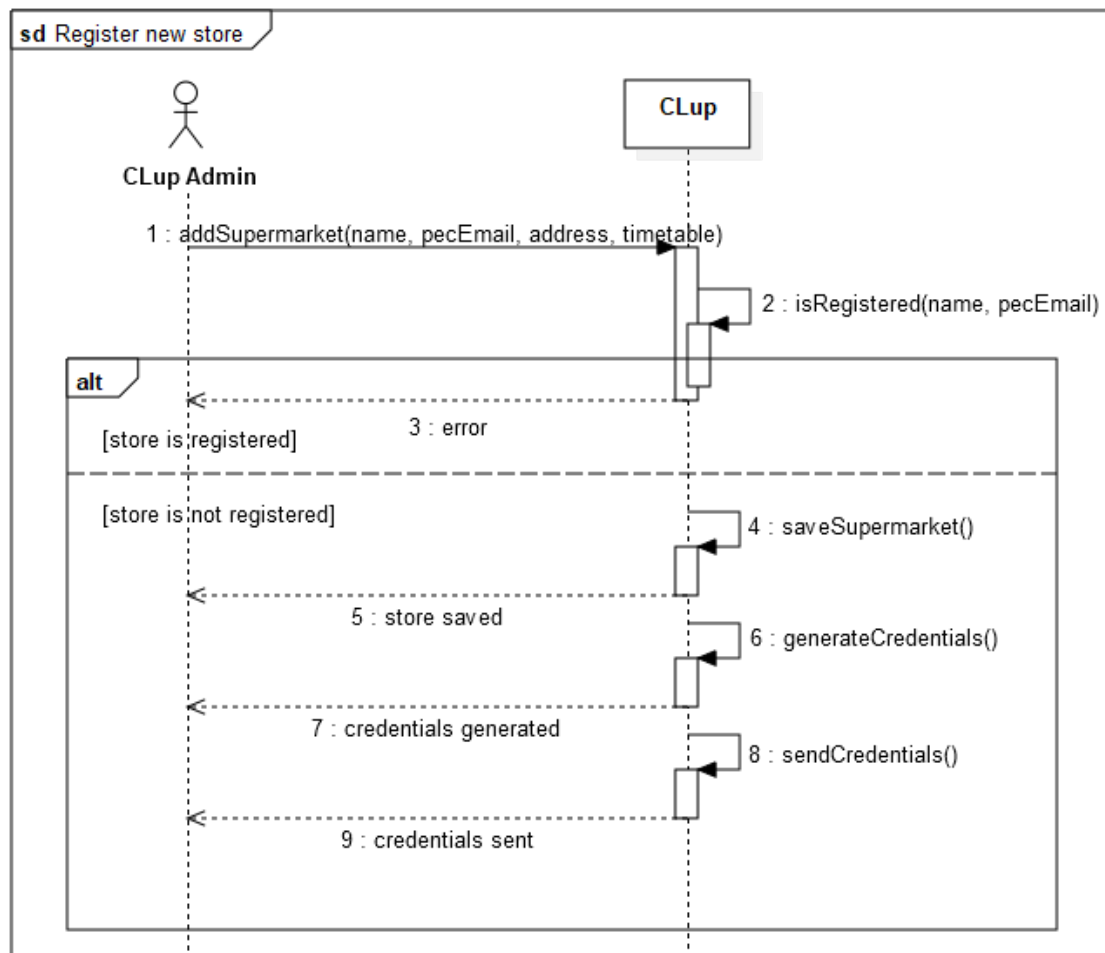 sd Register new store
CLup Admin
CLup
1 : addSupermarket(name, pecEmail, address, timetable)
2 : isRegistered(name, pecEmail)
alt
3 : error
[store is registered]
[store is not registered]
4 : saveSupermarket()
5 : store saved
6 : generateCredentials()
7 : credentials generated
8 : sendCredentials()
9 : credentials sent